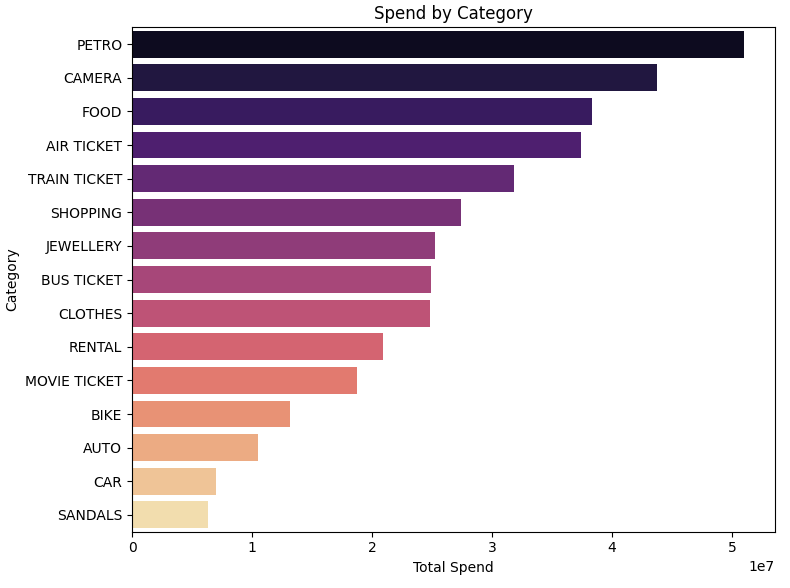 Spend by Category
Category
PETRO
CAMERA
FOOD
AIR TICKET
TRAIN TICKET
SHOPPING
JEWELLERY
BUS TICKET
CLOTHES
RENTAL
MOVIE TICKET
BIKE
AUTO
CAR
SANDALS
0 1 2 3 4 5
1e7
Total Spend